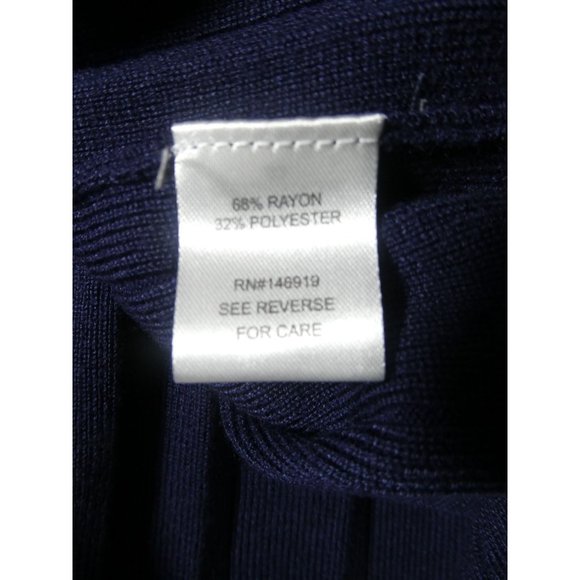 68% RAYON
32% POLYESTER
RN#146919
SEE REVERSE
FOR CARE